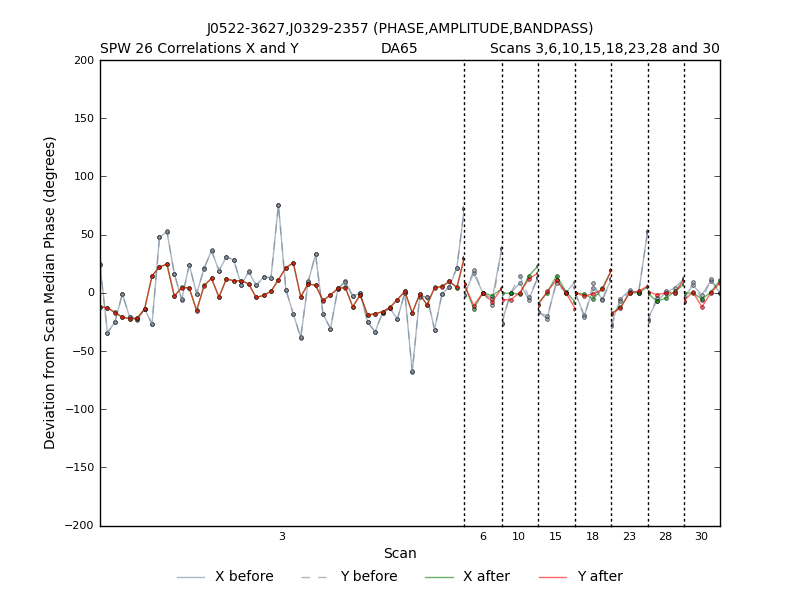 J0522-3627,J0329-2357 (PHASE,AMPLITUDE,BANDPASS)
SPW 26 Correlations X and Y DA65 Scans 3,6,10,15,18,23,28 and 30
200
150
100
50
0
−50
−100
−150
−200
Deviation from Scan Median Phase (degrees)
3 6 10 15 18 23 28 30
Scan
X before Y before X after Y after